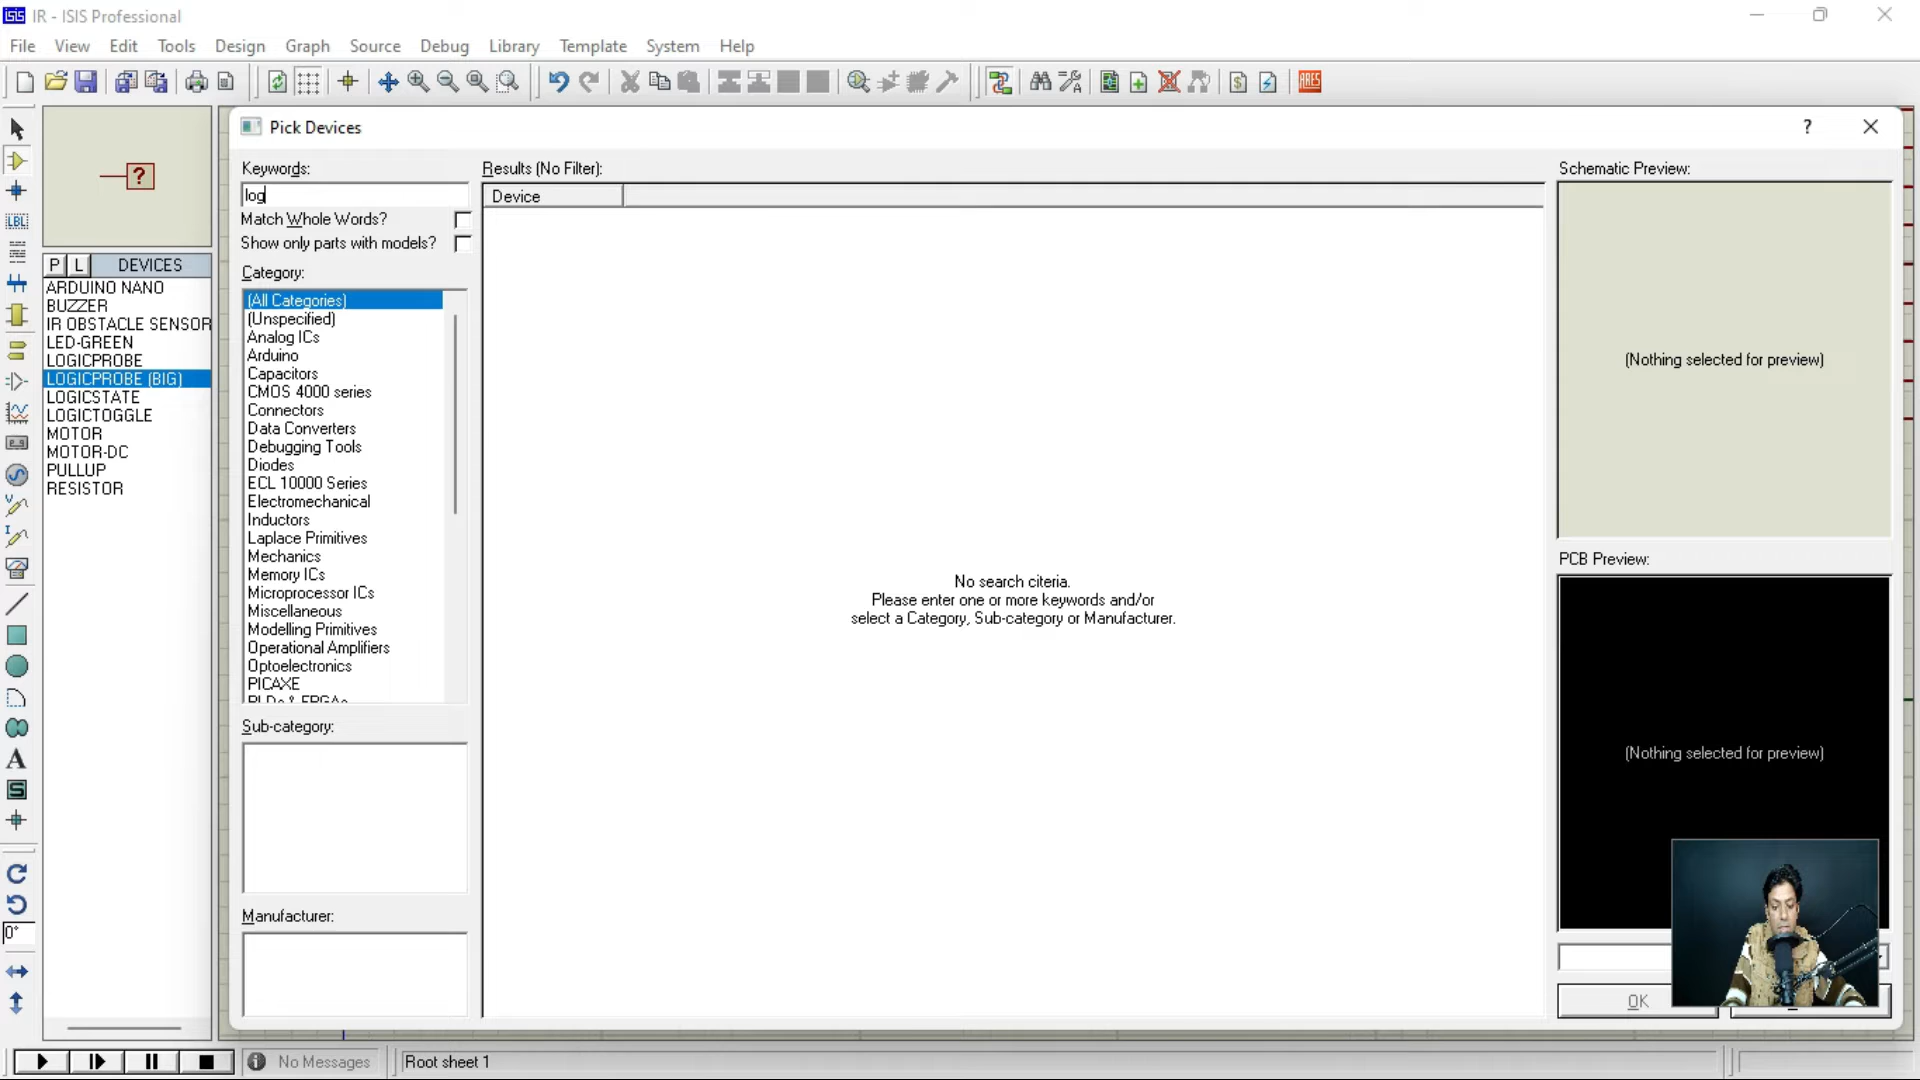 ISIS IR - ISIS Professional
File View Edit Tools Design Graph Source Debug Library Template System Help
ARES
Pick Devices
?
Keywords:
log
Match Whole Words?
Show only parts with models?
Category:
(All Categories)
(Unspecified)
Analog ICs
Arduino
Capacitors
CMOS 4000 series
Connectors
Data Converters
Debugging Tools
Diodes
ECL 10000 Series
Electromechanical
Inductors
Laplace Primitives
Mechanics
Memory ICs
Microprocessor ICs
Miscellaneous
Modelling Primitives
Operational Amplifiers
Optoelectronics
PICAXE
PLDs & FPGAs
Sub-category:
Manufacturer:
Results (No Filter):
Device
No search citeria.
Please enter one or more keywords and/or
select a Category, Sub-category or Manufacturer.
Schematic Preview:
(Nothing selected for preview)
PCB Preview:
(Nothing selected for preview)
OK
?
LBL
P L DEVICES
ARDUINO NANO
BUZZER
IR OBSTACLE SENSOR
LED-GREEN
LOGICPROBE
LOGICPROBE (BIG)
LOGICSTATE
LOGICTOGGLE
MOTOR
MOTOR-DC
PULLUP
RESISTOR
A
S
0°
No Messages
Root sheet 1